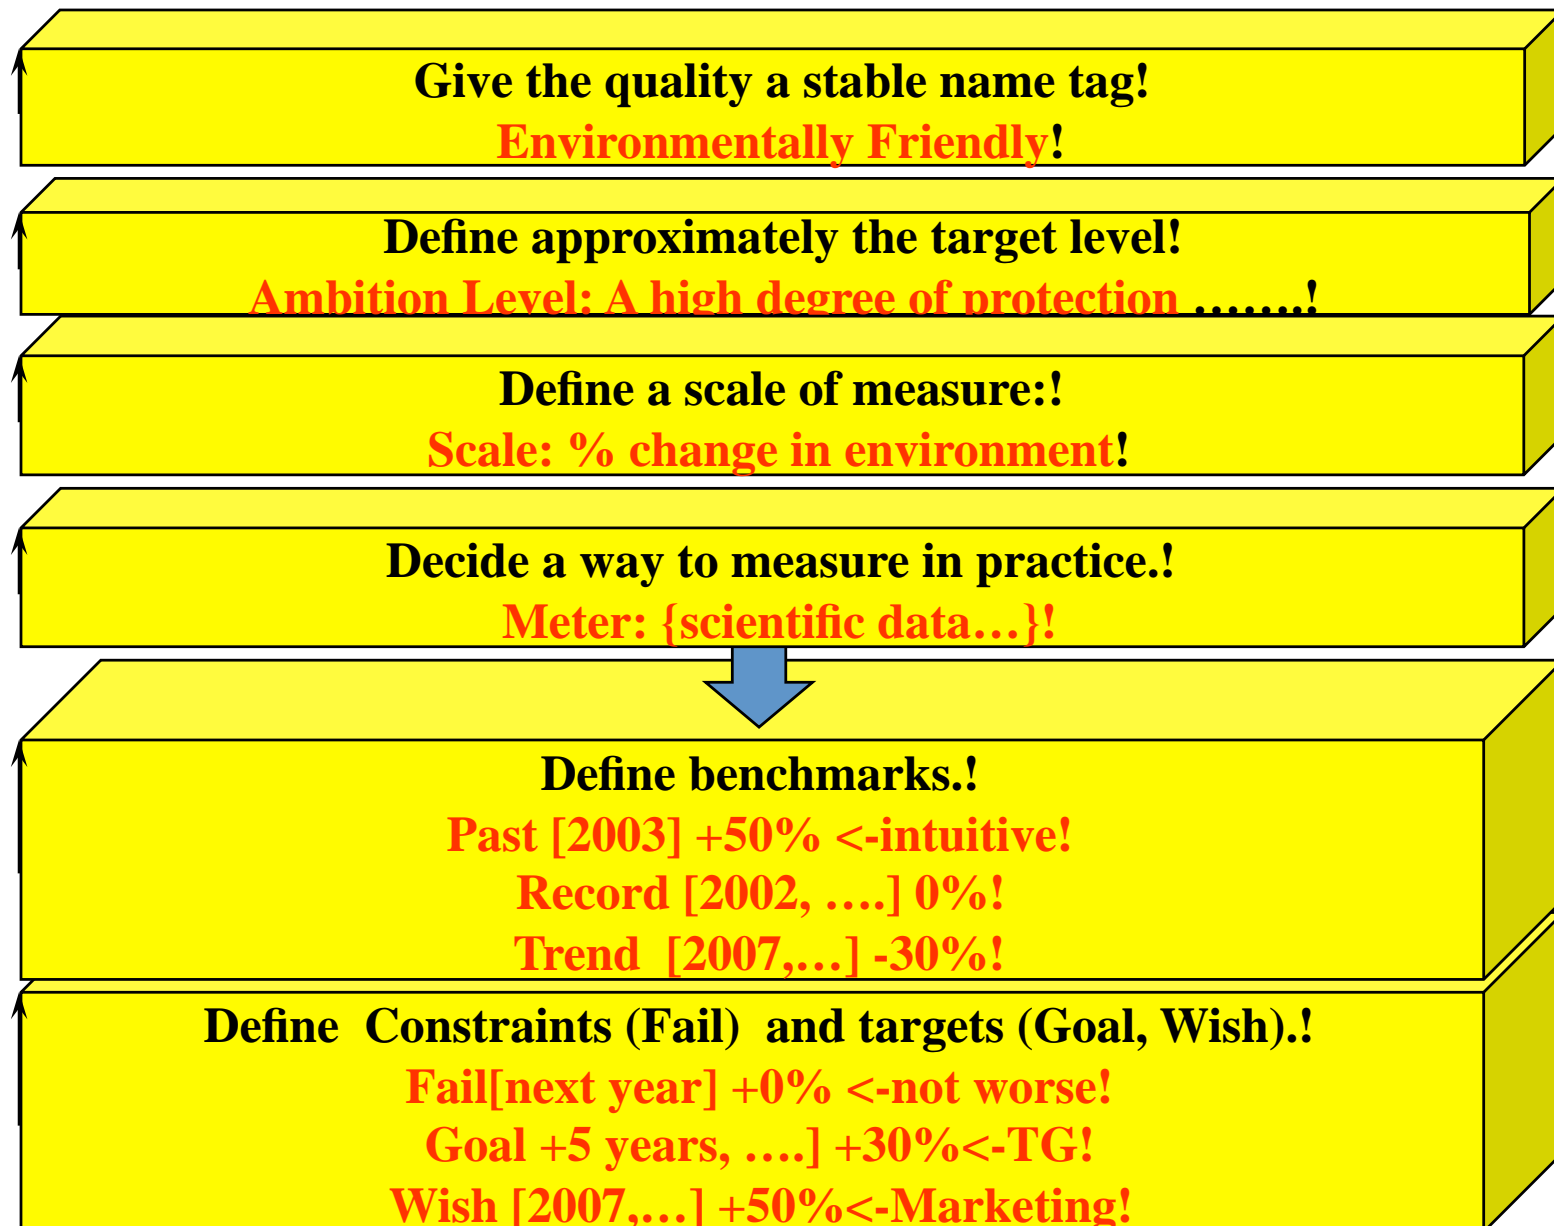 Give the quality a stable name tag!
Environmentally Friendly!
Define approximately the target level!
Ambition Level: A high degree of protection ……..!
Define a scale of measure:!
Scale: % change in environment!
Decide a way to measure in practice.!
Meter: {scientific data…}!
Define benchmarks.!
Past [2003] +50% <-intuitive!
Record [2002, ….] 0%!
Trend  [2007,…] -30%!
Define  Constraints (Fail)  and targets (Goal, Wish).!
Fail[next year] +0% <-not worse!
Goal +5 years, ….] +30%<-TG!
Wish [2007,…] +50%<-Marketing!